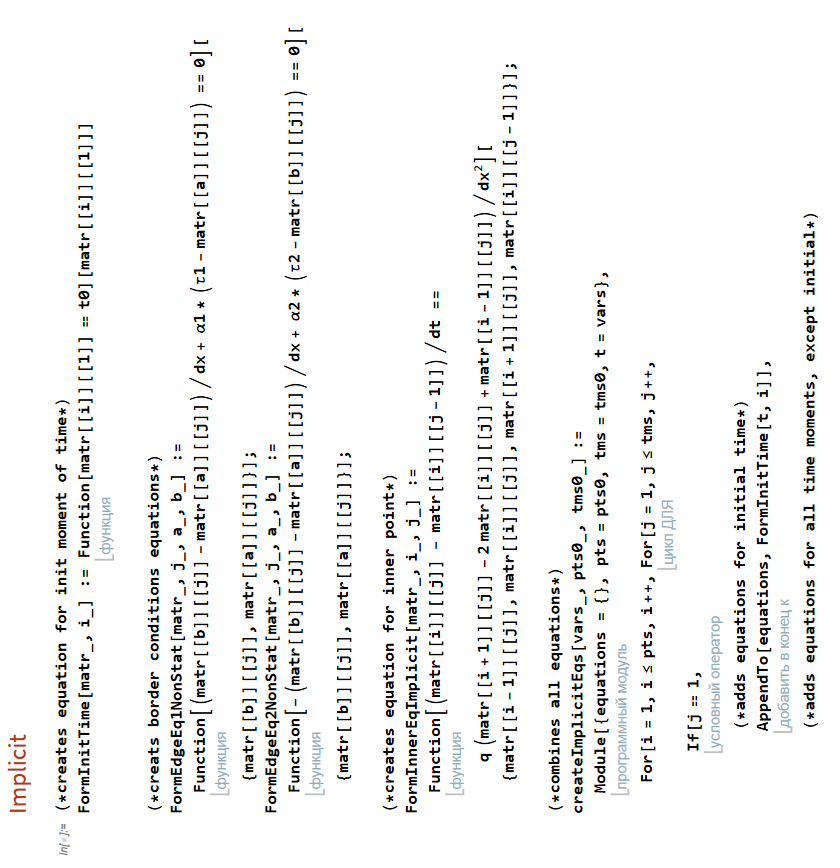 Implicit
In[◦]:= (*creates equation for init moment of time*)
FormInitTime[matr_, i_] := Function[matr[[i]][[1]] == t0][matr[[i]][[1]]]
функция
(*creats border conditions equations*)
FormEdgeEq1NonStat[matr_, j_, a_, b_] :=
Function[(matr[[b]][[j]] - matr[[a]][[j]]) / dx + α1 * (τ1 - matr[[a]][[j]]) == 0][
функция
{matr[[b]][[j]], matr[[a]][[j]]}];
FormEdgeEq2NonStat[matr_, j_, a_, b_] :=
Function[-(matr[[b]][[j]] - matr[[a]][[j]]) / dx + α2 * (τ2 - matr[[b]][[j]]) == 0][
функция
{matr[[b]][[j]], matr[[a]][[j]]}];
(*creates equation for inner point*)
FormInnerEqImplicit[matr_, i_, j_] :=
Function[(matr[[i]][[j]] - matr[[i]][[j - 1]]) / dt ==
функция
q (matr[[i + 1]][[j]] - 2 matr[[i]][[j]] + matr[[i - 1]][[j]]) / dx²][
{matr[[i - 1]][[j]], matr[[i]][[j]], matr[[i + 1]][[j]], matr[[i]][[j - 1]]}];
(*combines all equations*)
createImplicitEqs[vars_, pts0_, tms0_] :=
Module[{equations = {}, pts = pts0, tms = tms0, t = vars},
программный модуль
For[i = 1, i ≤ pts, i++, For[j = 1, j ≤ tms, j++,
цикл ДЛЯ
If[j == 1,
условный оператор
(*adds equations for initial time*)
AppendTo[equations, FormInitTime[t, i]],
добавить в конец к
(*adds equations for all time moments, except initial*)